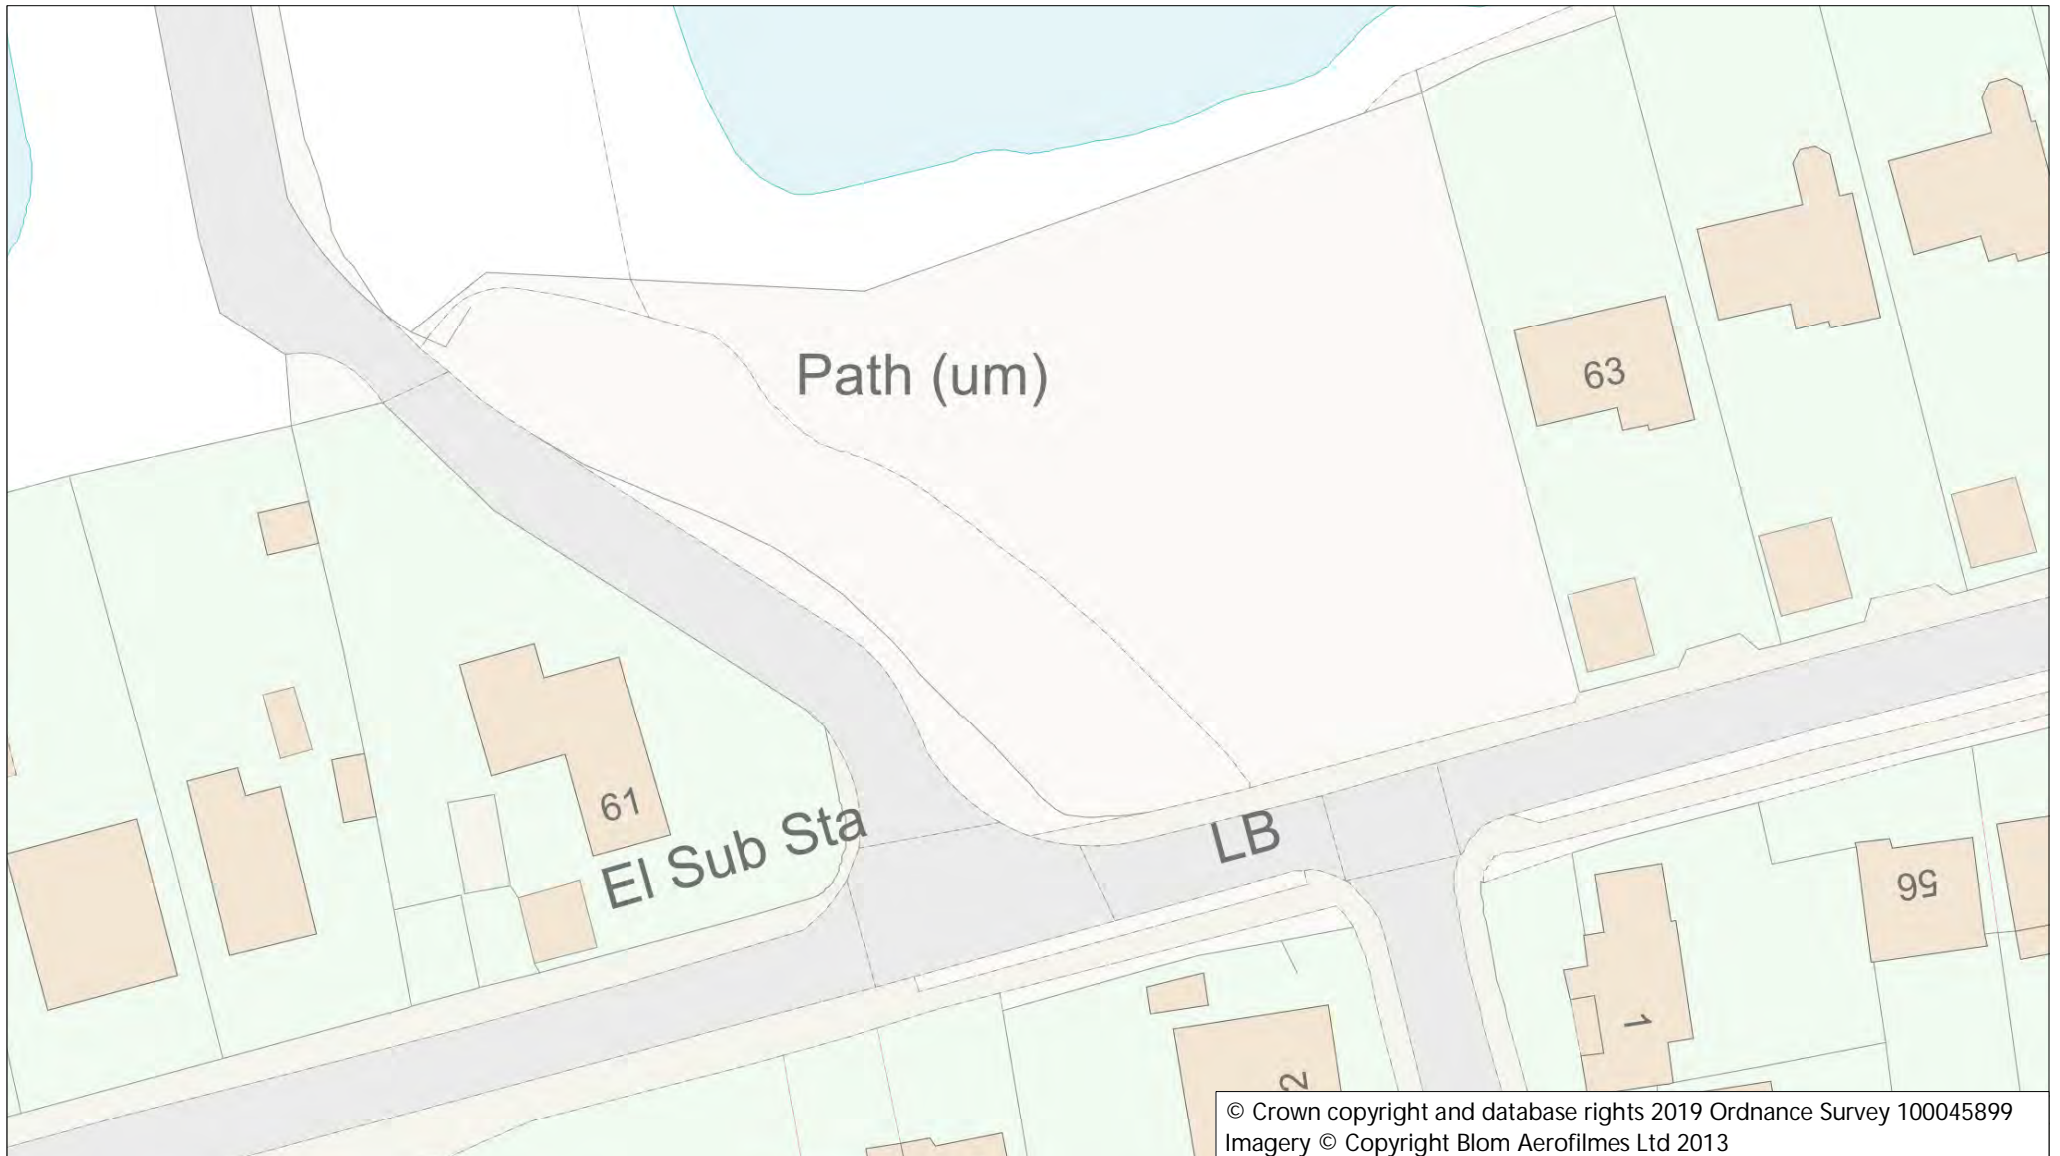 Path (um)
63
61
El Sub Sta
LB
56
1
2
© Crown copyright and database rights 2019 Ordnance Survey 100045899
Imagery © Copyright Blom Aerofilmes Ltd 2013